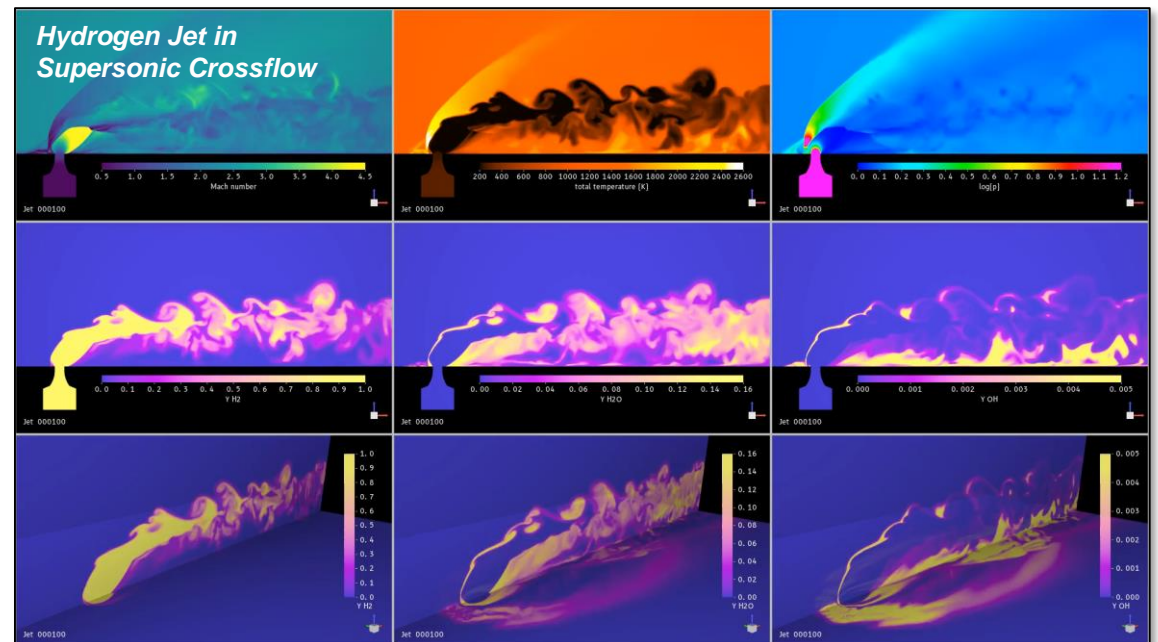 Hydrogen Jet in
Supersonic Crossflow
0.5 1.0 1.5 2.0 2.5 3.0 3.5 4.0 4.5
Mach number
Jet 000100
200 400 600 800 1000 1200 1400 1600 1800 2000 2200 2400 2600
total temperature [K]
Jet 000100
0.0 0.1 0.2 0.3 0.4 0.5 0.6 0.7 0.8 0.9 1.0 1.1 1.2
log[p]
Jet 000100
0.0 0.1 0.2 0.3 0.4 0.5 0.6 0.7 0.8 0.9 1.0
Y H2
Jet 000100
0.00 0.02 0.04 0.06 0.08 0.10 0.12 0.14 0.16
Y H2O
Jet 000100
0.000 0.001 0.002 0.003 0.004 0.005
Y OH
Jet 000100
1.0
0.9
0.8
0.7
0.6
0.5
0.4
0.3
0.2
0.1
0.0
Y H2
Jet 000100
0.16
0.14
0.12
0.10
0.08
0.06
0.04
0.02
0.00
Y H2O
Jet 000100
0.005
0.004
0.003
0.002
0.001
0.000
Y OH
Jet 000100